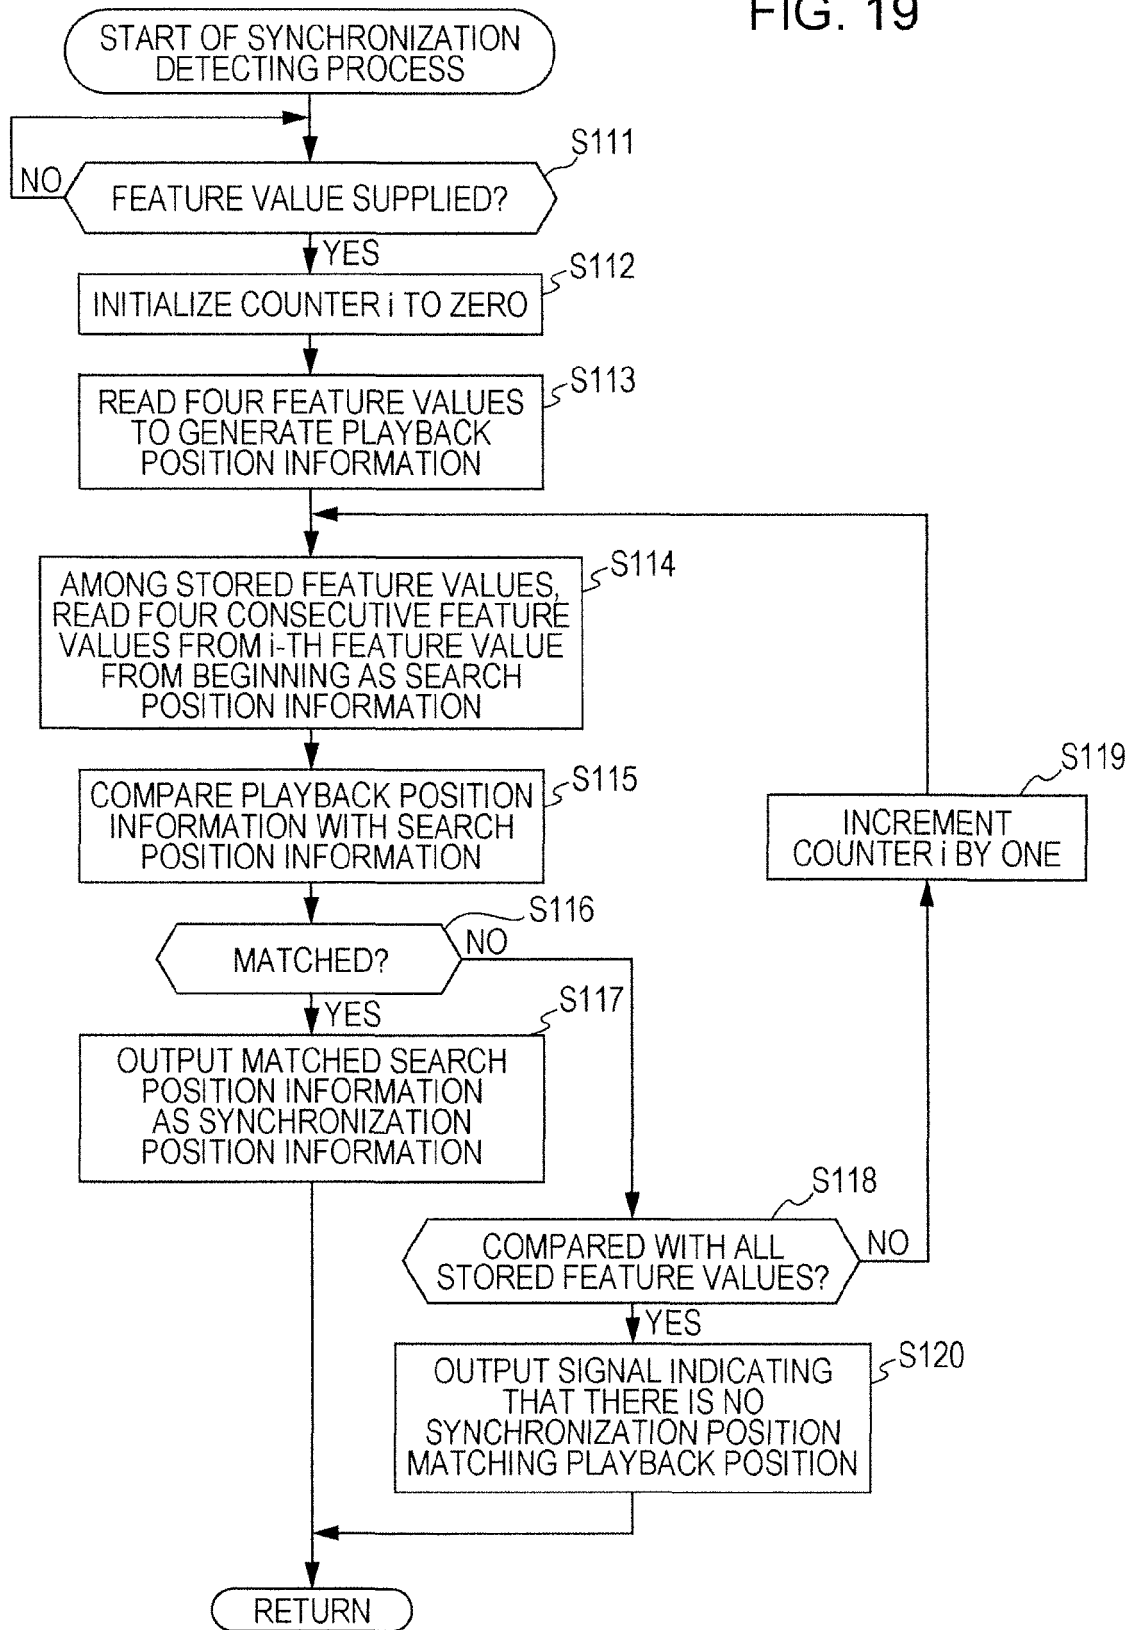 FIG. 19
START OF SYNCHRONIZATION
DETECTING PROCESS
S111
NO
FEATURE VALUE SUPPLIED?
YES
S112
INITIALIZE COUNTER i TO ZERO
S113
READ FOUR FEATURE VALUES
TO GENERATE PLAYBACK
POSITION INFORMATION
S114
AMONG STORED FEATURE VALUES,
READ FOUR CONSECUTIVE FEATURE
VALUES FROM i-TH FEATURE VALUE
FROM BEGINNING AS SEARCH
POSITION INFORMATION
S115
COMPARE PLAYBACK POSITION
INFORMATION WITH SEARCH
POSITION INFORMATION
S119
INCREMENT
COUNTER i BY ONE
S116
MATCHED?
NO
YES
S117
OUTPUT MATCHED SEARCH
POSITION INFORMATION
AS SYNCHRONIZATION
POSITION INFORMATION
S118
COMPARED WITH ALL
STORED FEATURE VALUES?
NO
YES
S120
OUTPUT SIGNAL INDICATING
THAT THERE IS NO
SYNCHRONIZATION POSITION
MATCHING PLAYBACK POSITION
RETURN